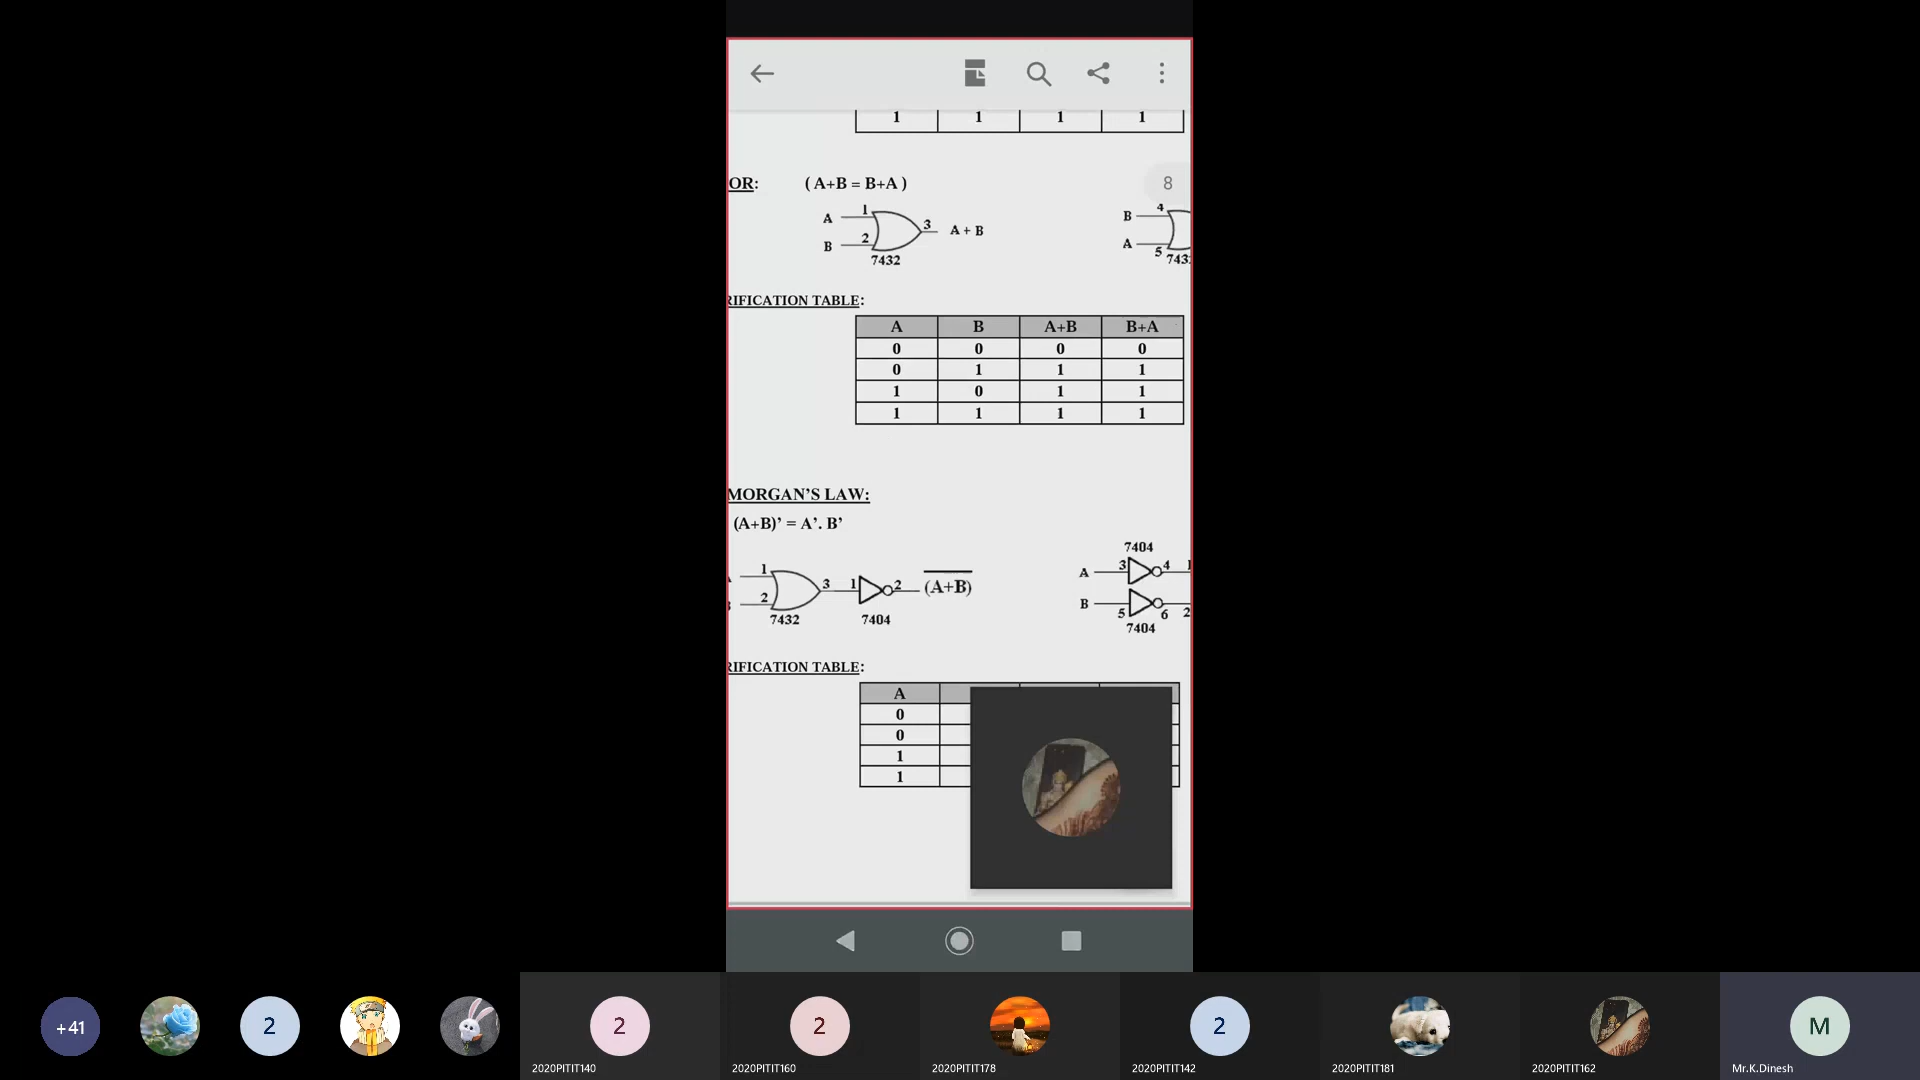 1 1 1 1
OR: ( A+B = B+A )
8
A 1 3 A + B
B 2
7432
B 4
A 5
743
RIFICATION TABLE:
A B A+B B+A
0 0 0 0
0 1 1 1
1 0 1 1
1 1 1 1
MORGAN’S LAW:
(A+B)’ = A’. B’
1 3 1 2 (A+B)
2
7432 7404
7404
A 3 4 1
B 5 6 2
7404
RIFICATION TABLE:
A
0
0
1
1
+41
2
2
2020PITIT140
2
2020PITIT160
2020PITIT178
2
2020PITIT142
2020PITIT181
2020PITIT162
M
Mr.K.Dinesh